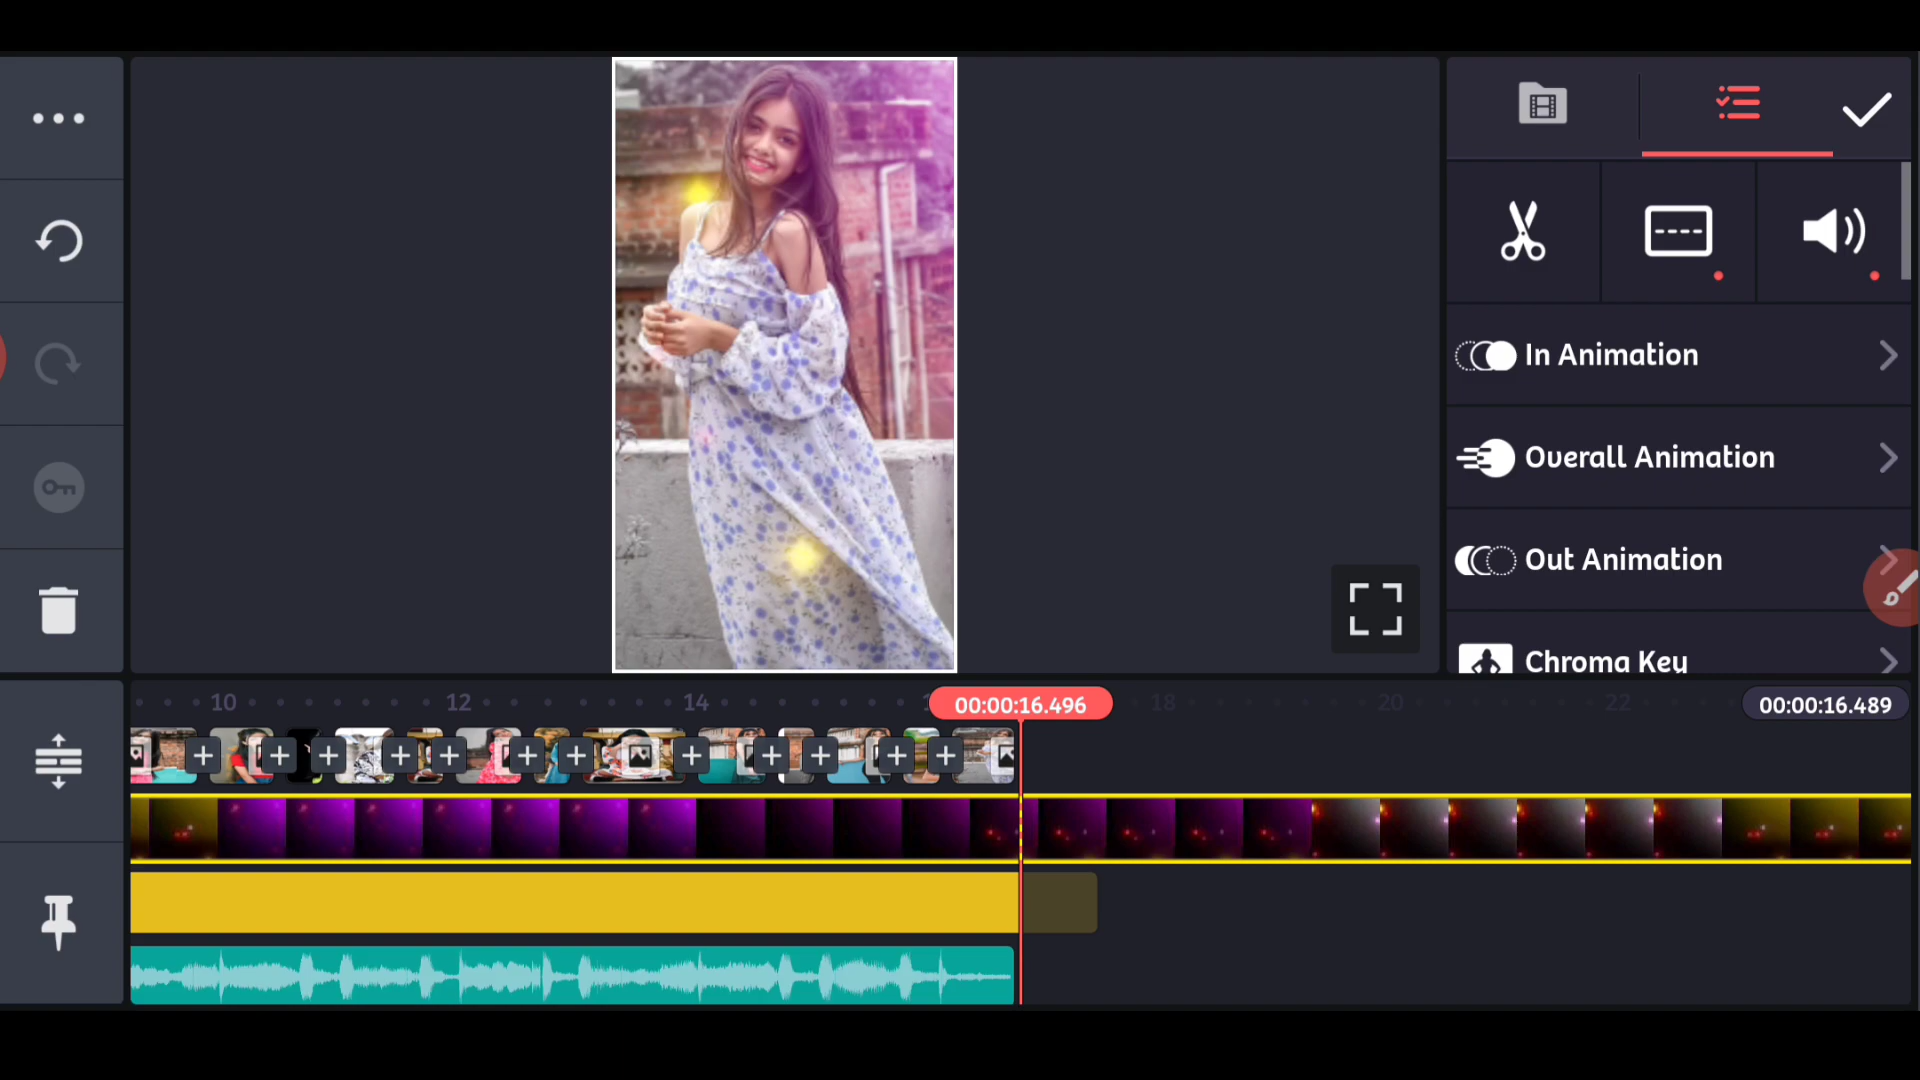 In Animation
Overall Animation
Out Animation
Chroma Key
10
12
14
00:00:16.496
18
20
22
00:00:16.489